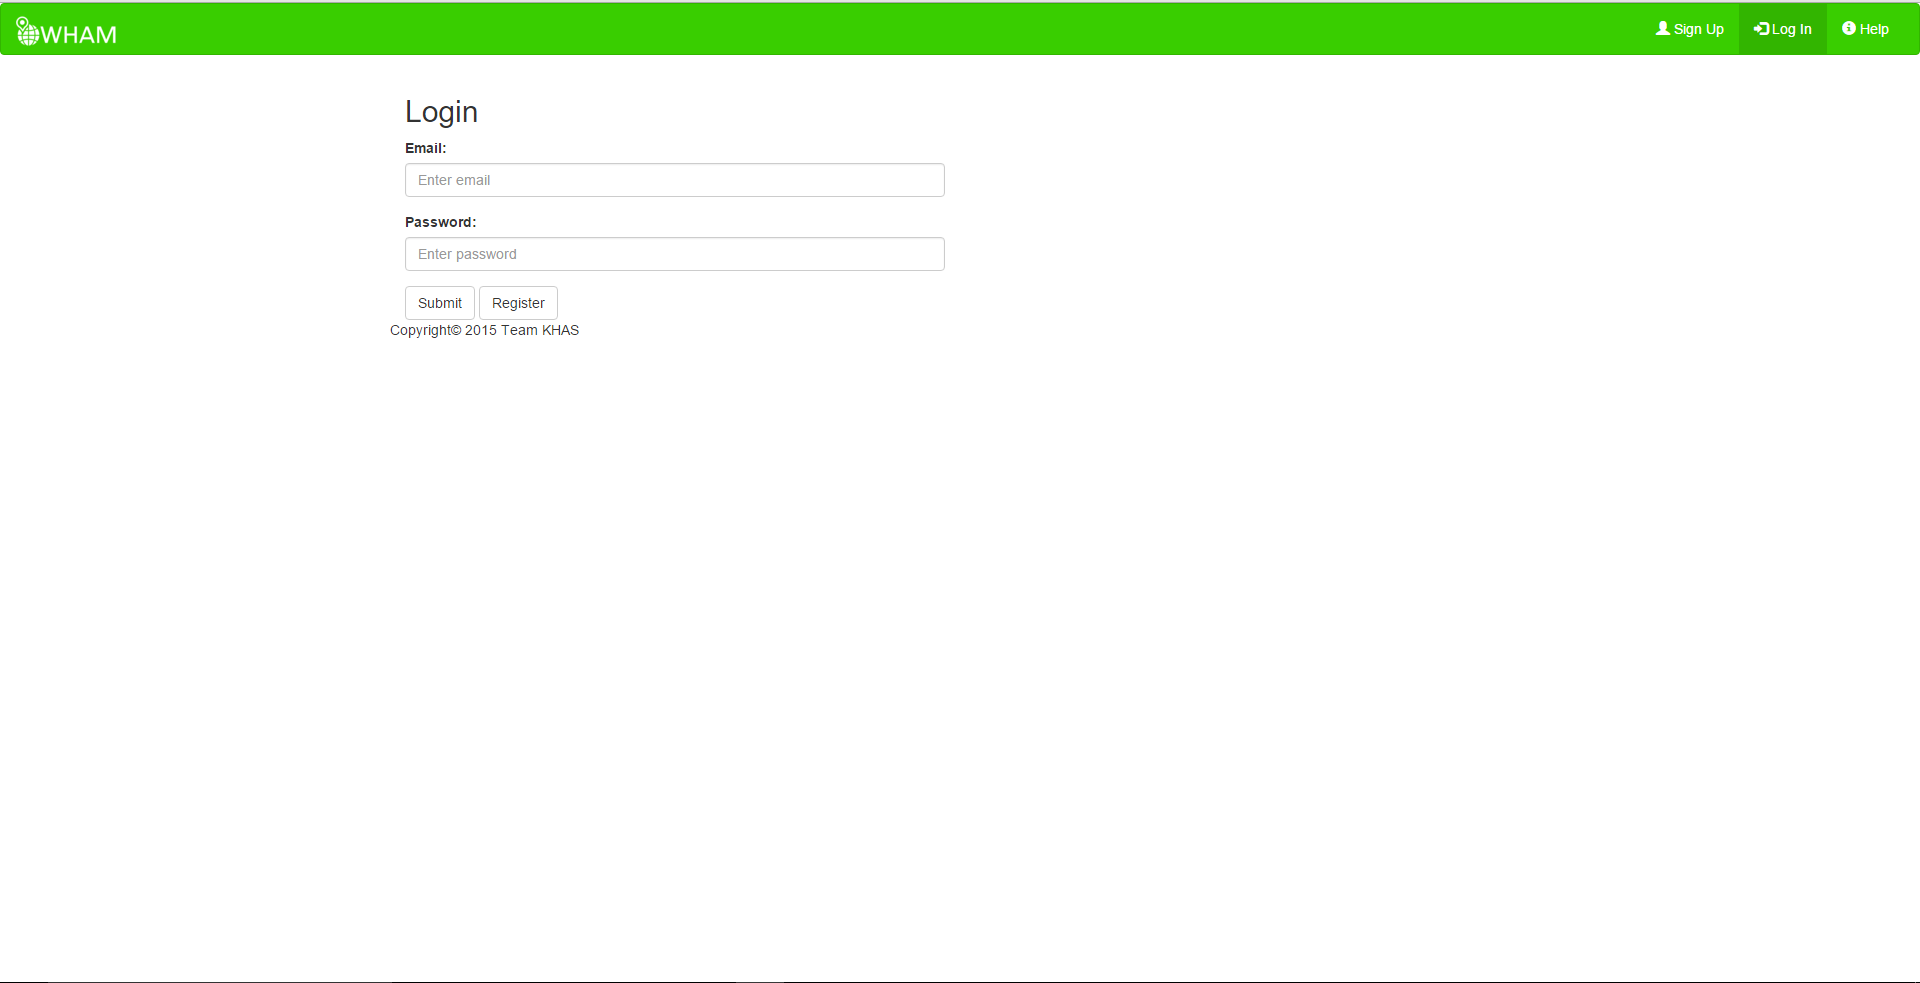 WHAM Sign Up Log In Help
Login
Email:
Enter email
Password:
Enter password
Submit Register
Copyright© 2015 Team KHAS